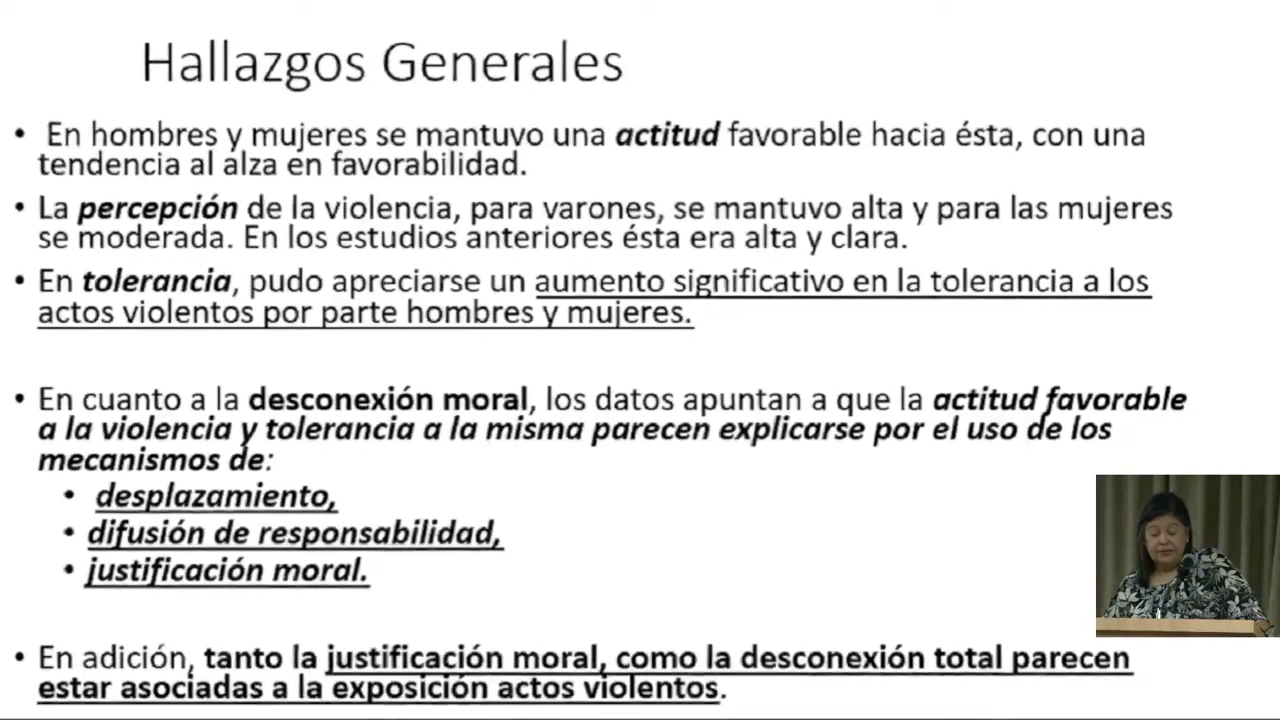 Hallazgos Generales
• En hombres y mujeres se mantuvo una actitud favorable hacia ésta, con una
tendencia al alza en favorabilidad.
• La percepción de la violencia, para varones, se mantuvo alta y para las mujeres
se moderada. En los estudios anteriores ésta era alta y clara.
• En tolerancia, pudo apreciarse un aumento significativo en la tolerancia a los
actos violentos por parte hombres y mujeres.
• En cuanto a la desconexión moral, los datos apuntan a que la actitud favorable
a la violencia y tolerancia a la misma parecen explicarse por el uso de los
mecanismos de:
• desplazamiento,
• difusión de responsabilidad,
• justificación moral.
• En adición, tanto la justificación moral, como la desconexión total parecen
estar asociadas a la exposición actos violentos.